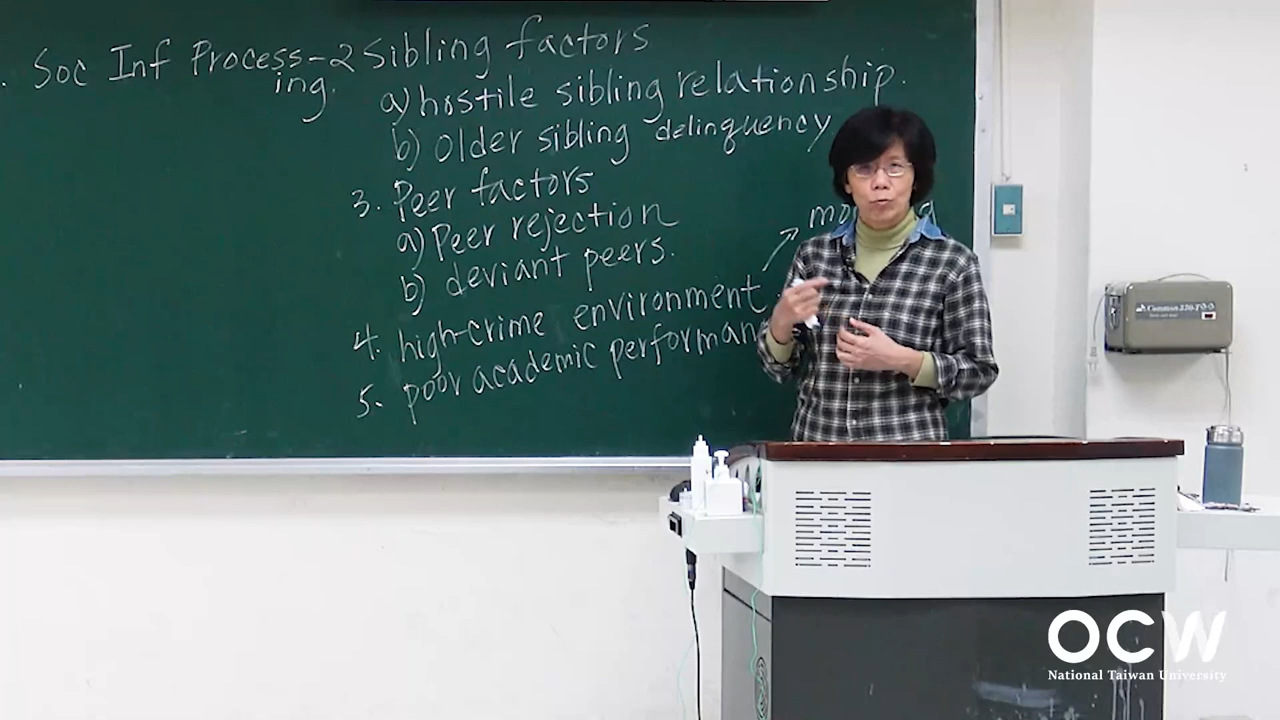 Soc Inf Process-
ing.
2 Sibling factors
a) hostile sibling relationship.
b) Older sibling delinquency
3. Peer factors
a) Peer rejection
b) deviant peers.
4. high-crime environment
5. poor academic
OCW
National Taiwan University